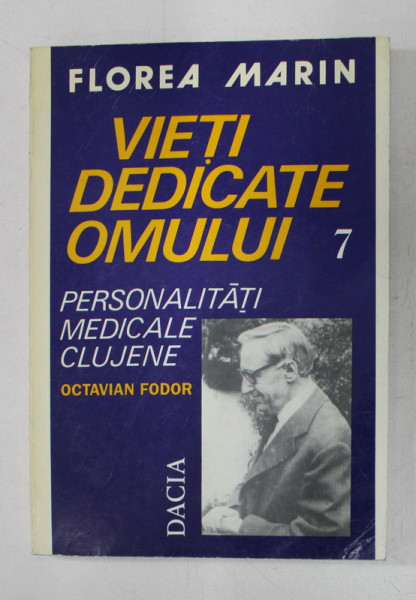 FLOREA MARIN
VIEȚI
DEDICATE
OMULUI 7
PERSONALITĂȚI
MEDICALE
CLUJENE
OCTAVIAN FODOR
DACIA